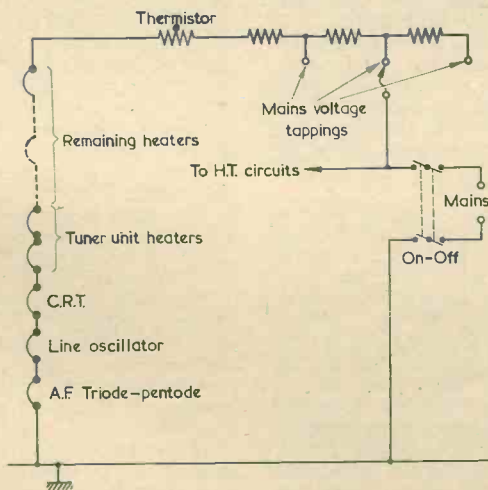 Thermistor
Mains voltage
tappings
Remaining heaters
To H.T. circuits
Mains
Tuner unit heaters
On-Off
C.R.T.
Line oscillator
A.F. Triode-pentode